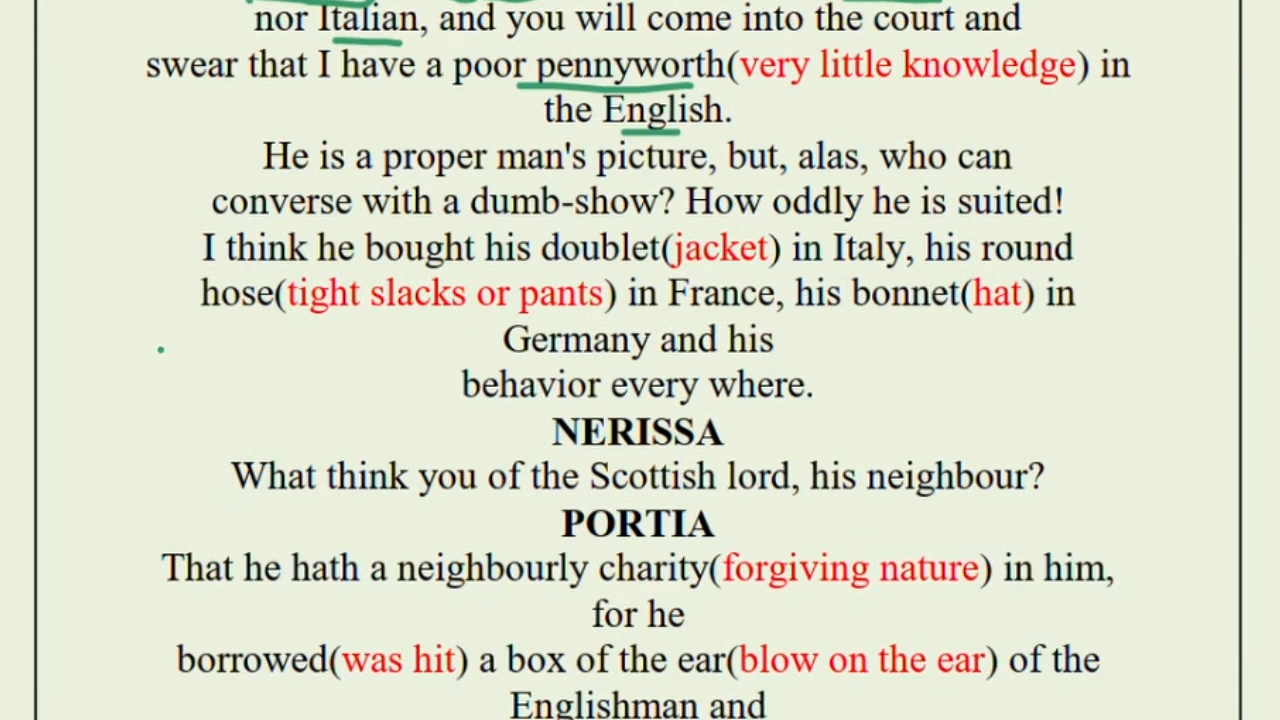 nor Italian, and you will come into the court and
swear that I have a poor pennyworth(very little knowledge) in
the English.
He is a proper man's picture, but, alas, who can
converse with a dumb-show? How oddly he is suited!
I think he bought his doublet(jacket) in Italy, his round
hose(tight slacks or pants) in France, his bonnet(hat) in
Germany and his
behavior every where.
NERISSA
What think you of the Scottish lord, his neighbour?
PORTIA
That he hath a neighbourly charity(forgiving nature) in him,
for he
borrowed(was hit) a box of the ear(blow on the ear) of the
Englishman and